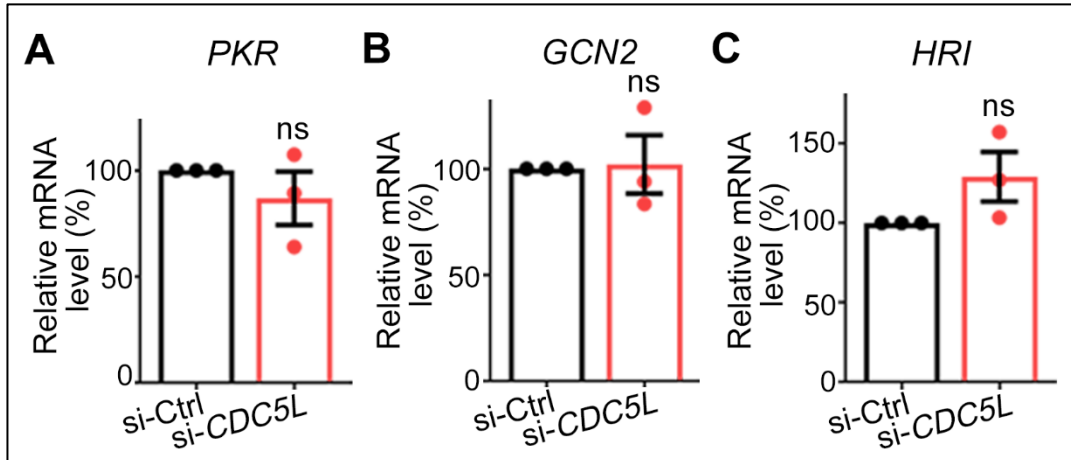 A
PKR
Relative mRNA
level (%)
100
50
0
ns
si-Ctrl
si-CDC5L
B
GCN2
Relative mRNA
level (%)
100
50
0
ns
si-Ctrl
si-CDC5L
C
HRI
Relative mRNA
level (%)
150
100
50
0
ns
si-Ctrl
si-CDC5L